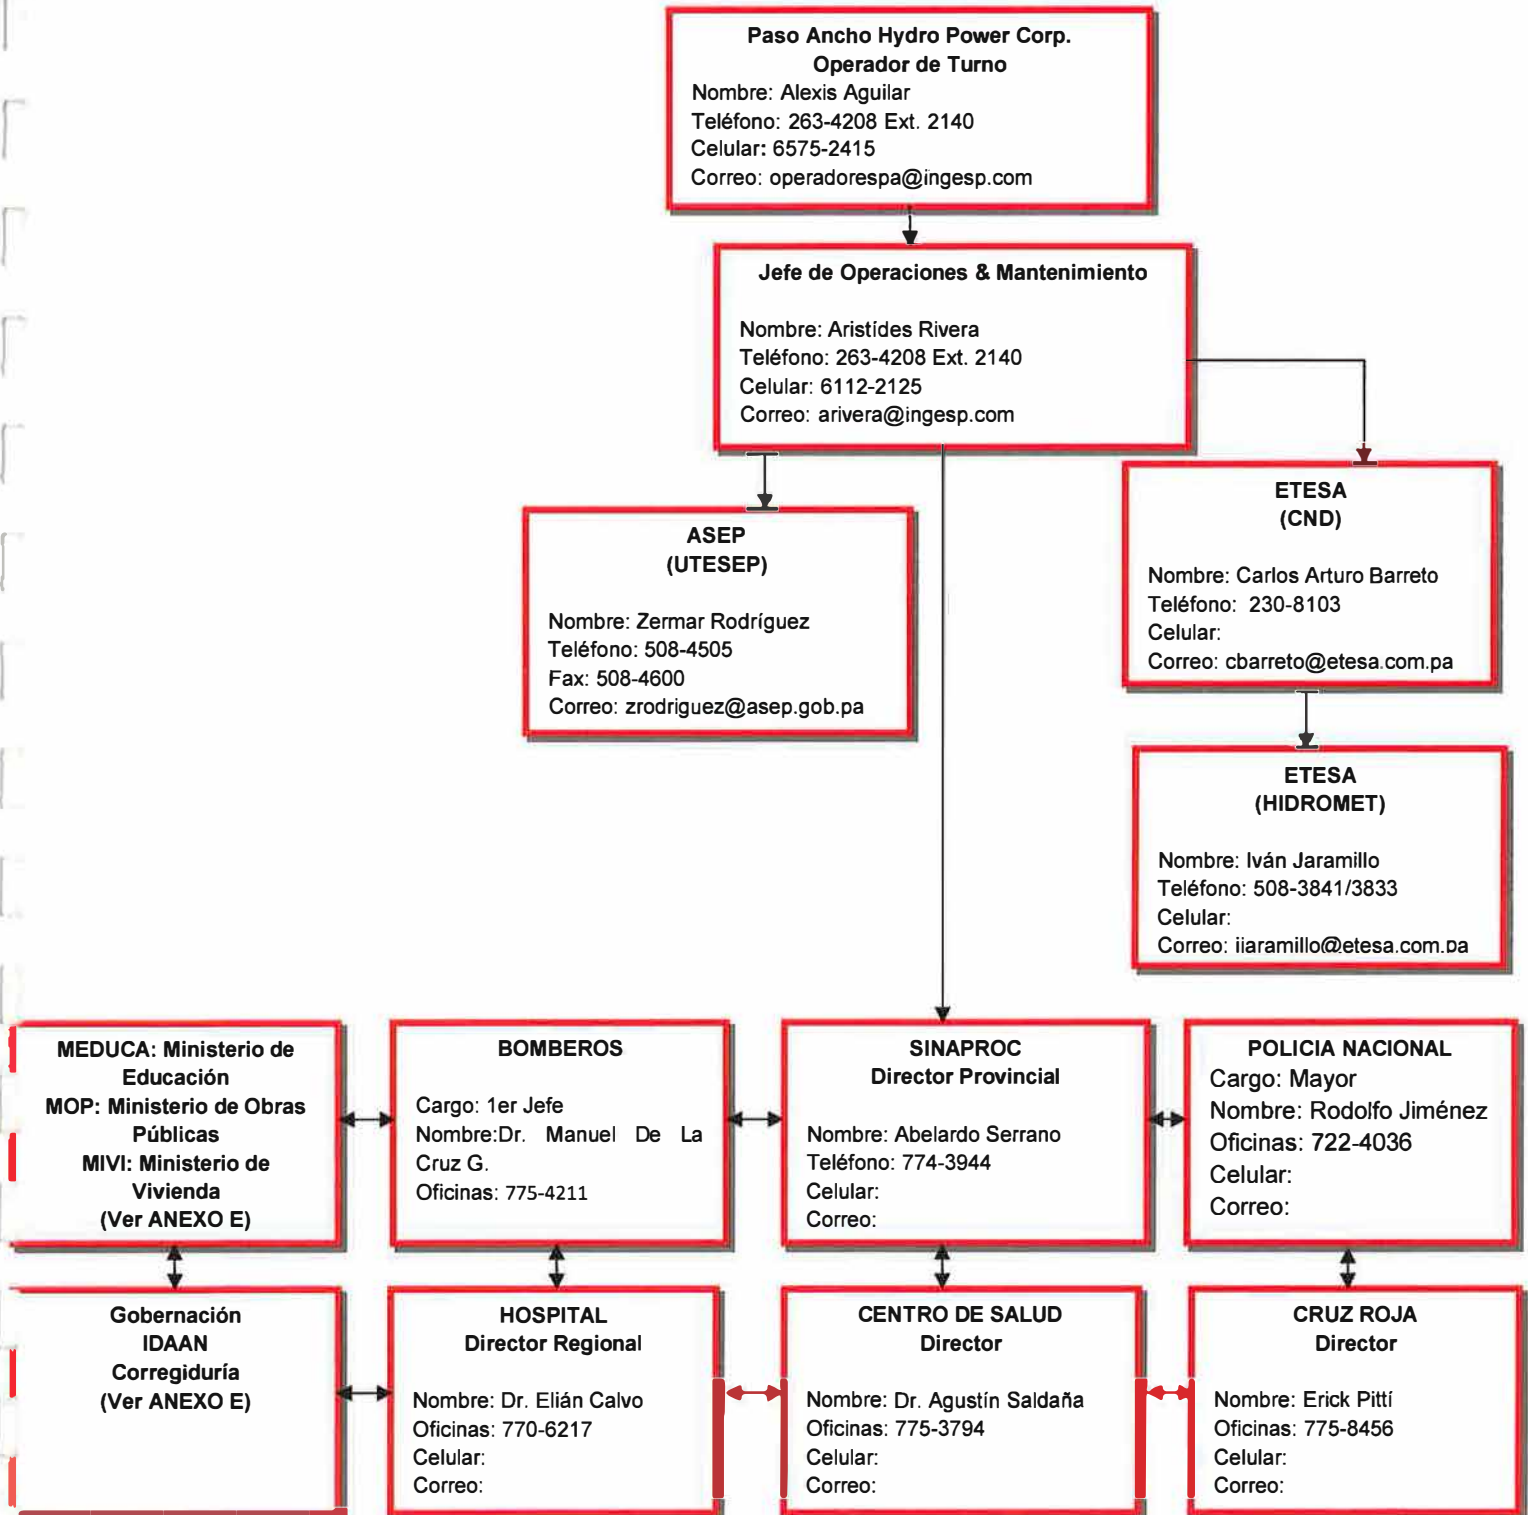 Paso Ancho Hydro Power Corp.
Operador de Turno
Nombre: Alexis Aguilar
Teléfono: 263-4208 Ext. 2140
Celular: 6575-2415
Correo: operadorespa@ingesp.com
Jefe de Operaciones & Mantenimiento
Nombre: Aristídes Rivera
Teléfono: 263-4208 Ext. 2140
Celular: 6112-2125
Correo: arivera@ingesp.com
ASEP
(UTESEP)
Nombre: Zermar Rodríguez
Teléfono: 508-4505
Fax: 508-4600
Correo: zrodriguez@asep.gob.pa
ETESA
(CND)
Nombre: Carlos Arturo Barreto
Teléfono: 230-8103
Celular:
Correo: cbarreto@etesa.com.pa
ETESA
(HIDROMET)
Nombre: Iván Jaramillo
Teléfono: 508-3841/3833
Celular:
Correo: ijaramillo@etesa.com.pa
MEDUCA: Ministerio de
Educación
MOP: Ministerio de Obras
Públicas
MIVI: Ministerio de
Vivienda
(Ver ANEXO E)
BOMBEROS
Cargo: 1er Jefe
Nombre:Dr. Manuel De La
Cruz G.
Oficinas: 775-4211
SINAPROC
Director Provincial
Nombre: Abelardo Serrano
Teléfono: 774-3944
Celular:
Correo:
POLICIA NACIONAL
Cargo: Mayor
Nombre: Rodolfo Jiménez
Oficinas: 722-4036
Celular:
Correo:
Gobernación
IDAAN
Corregiduría
(Ver ANEXO E)
HOSPITAL
Director Regional
Nombre: Dr. Elián Calvo
Oficinas: 770-6217
Celular:
Correo:
CENTRO DE SALUD
Director
Nombre: Dr. Agustín Saldaña
Oficinas: 775-3794
Celular:
Correo:
CRUZ ROJA
Director
Nombre: Erick Pittí
Oficinas: 775-8456
Celular:
Correo: